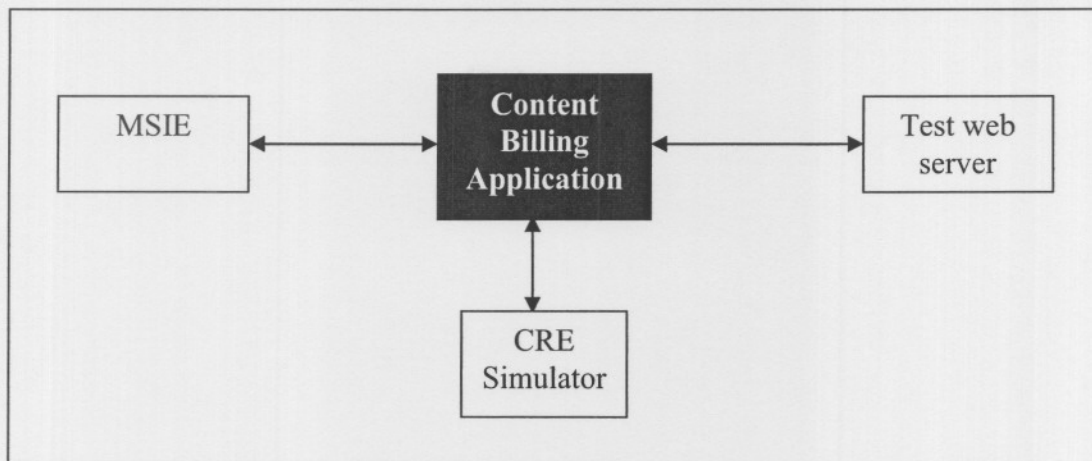 MSIE
Content
Billing
Application
Test web
server
CRE
Simulator